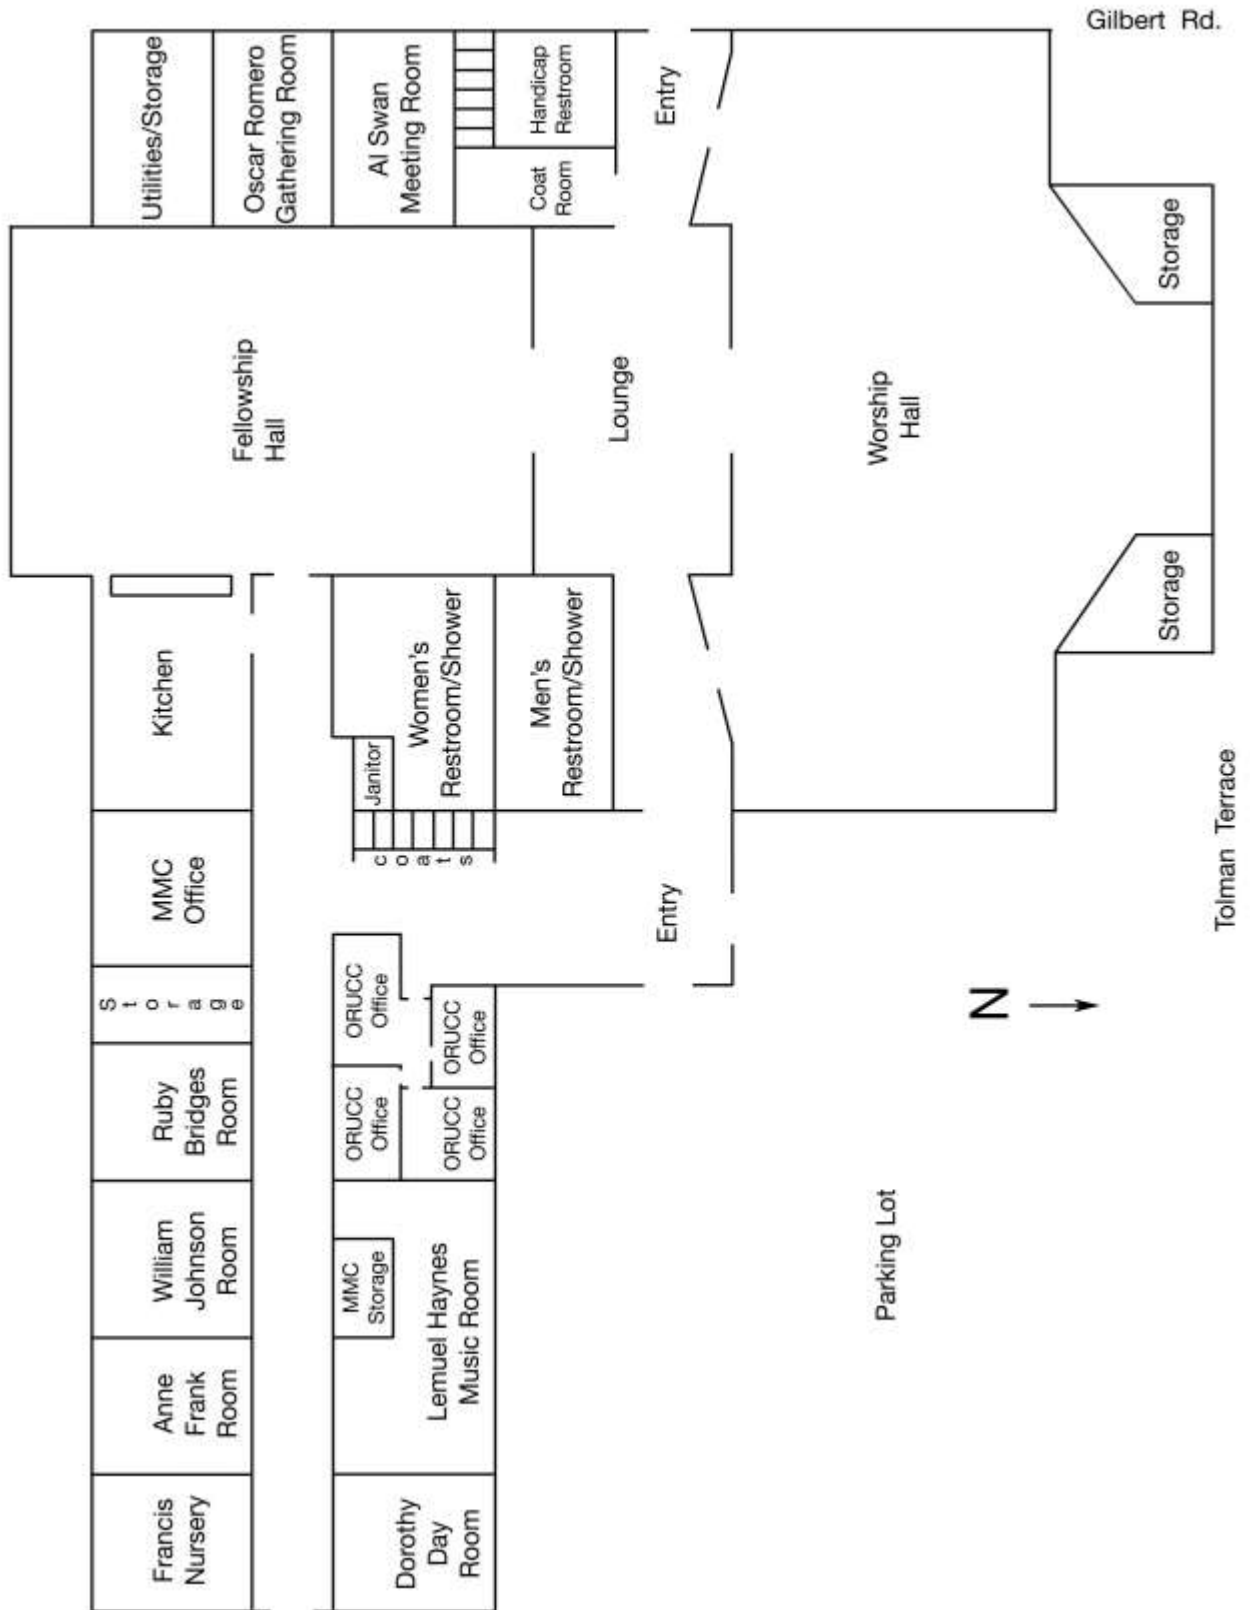 Gilbert Rd.
Utilities/Storage
Oscar Romero
Gathering Room
Al Swan
Meeting Room
Handicap
Restroom
Coat
Room
Entry
Fellowship
Hall
Lounge
Worship
Hall
Storage
Storage
Kitchen
Janitor
Women's
Restroom/Shower
Men's
Restroom/Shower
coats
MMC
Office
Storage
Entry
ORUCC
Office
ORUCC
Office
ORUCC
Office
ORUCC
Office
Ruby
Bridges
Room
William
Johnson
Room
MMC
Storage
Lemuel Haynes
Music Room
Anne
Frank
Room
Francis
Nursery
Dorothy
Day
Room
N
Parking Lot
Tolman Terrace